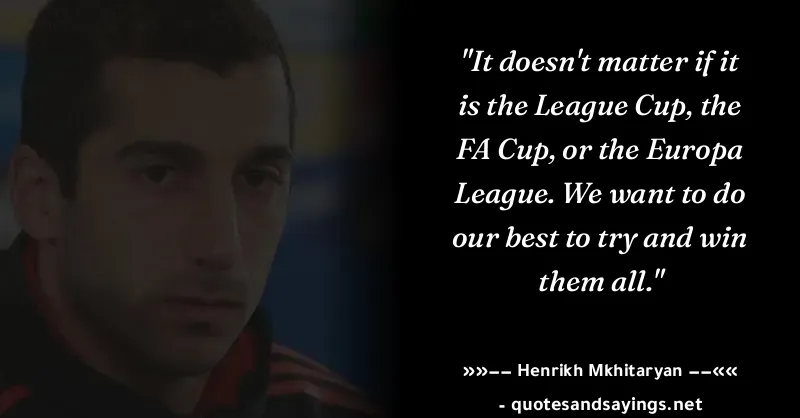 "It doesn't matter if it
is the League Cup, the
FA Cup, or the Europa
League. We want to do
our best to try and win
them all."
»»–– Henrikh Mkhitaryan ––««
- quotesandsayings.net